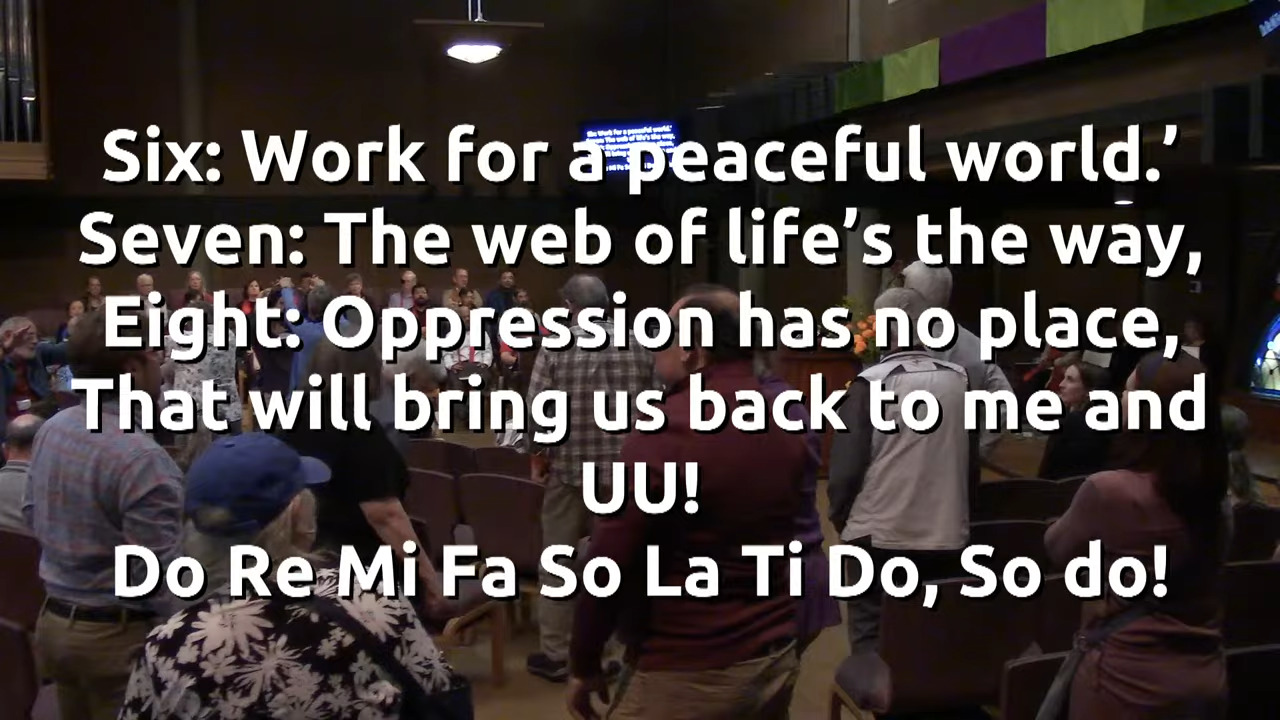 Six: Work for a peaceful world.’
Seven: The web of life’s the way,
Eight: Oppression has no place,
That will bring us back to me and
UU!
Do Re Mi Fa So La Ti Do, So do!